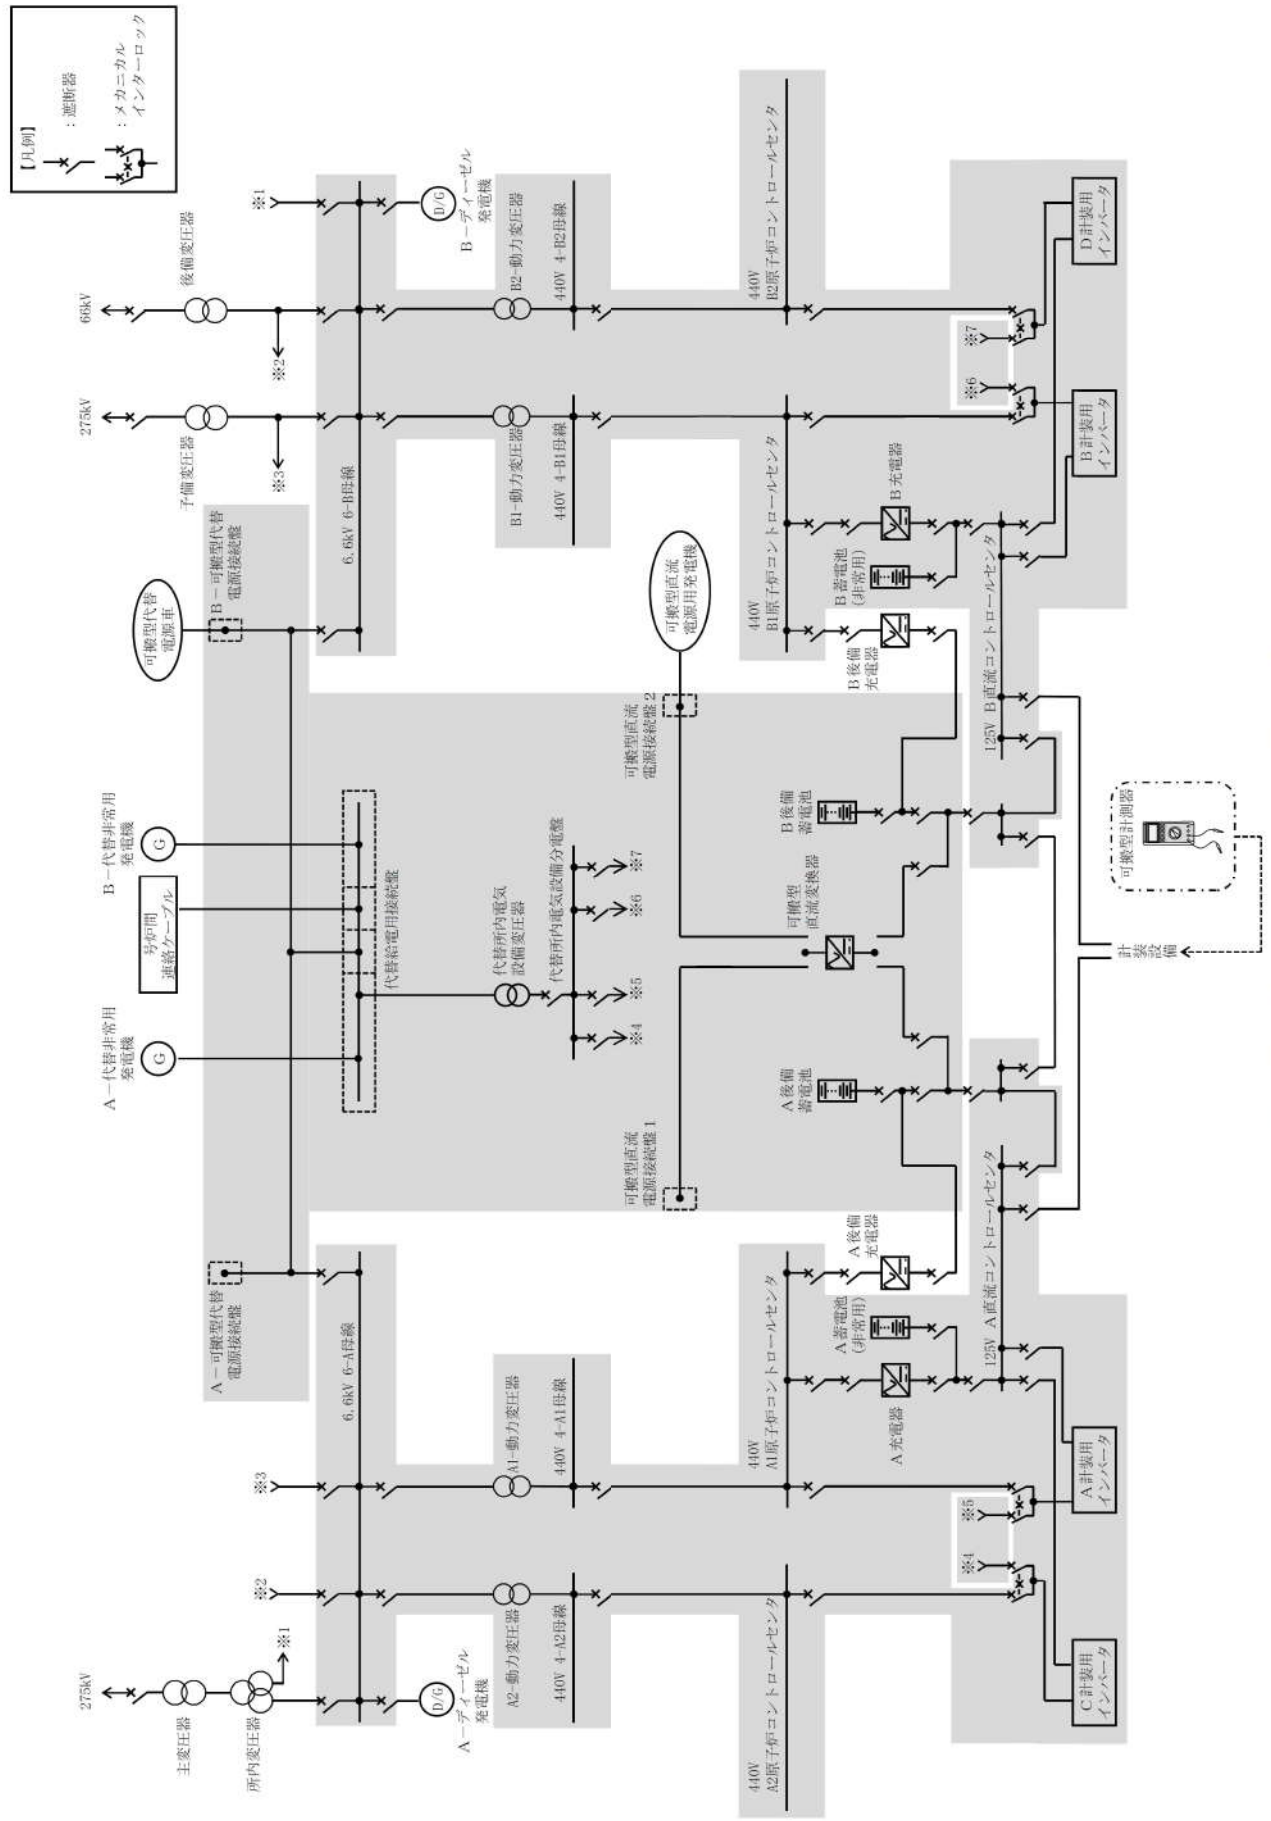 【凡例】
：遮断器
：メカニカル
インターロック
275kV
主変圧器
所内変圧器
※1
※2
※3
275kV
予備変圧器
※3
66kV
後備変圧器
※2
※1
A－代替非常用
発電機
G
号炉間
連絡ケーブル
B－代替非常用
発電機
G
可搬型代替
電源車
A－可搬型代替
電源接続盤
B－可搬型代替
電源接続盤
6.6kV 6-A母線
代替給電用接続盤
6.6kV 6-B母線
D/G
A－ディーゼル
発電機
D/G
B－ディーゼル
発電機
A2-動力変圧器
A1-動力変圧器
代替所内電気
設備変圧器
B1-動力変圧器
B2-動力変圧器
440V 4-A2母線
440V 4-A1母線
代替所内電気設備分電盤
440V 4-B1母線
440V 4-B2母線
※4
※5
※6
※7
可搬型直流
電源接続盤1
可搬型直流
電源接続盤2
可搬型直流
電源用発電機
440V
A2原子炉コントロールセンタ
440V
A1原子炉コントロールセンタ
440V
B1原子炉コントロールセンタ
440V
B2原子炉コントロールセンタ
A後備
蓄電池
可搬型
直流変換器
B後備
蓄電池
A充電器
A蓄電池
(非常用)
A後備
充電器
B後備
充電器
B蓄電池
(非常用)
B充電器
※4
※5
125V A直流コントロールセンタ
125V B直流コントロールセンタ
※6
※7
C計装用
インバータ
A計装用
インバータ
計装
設備
可搬型計測器
B計装用
インバータ
D計装用
インバータ